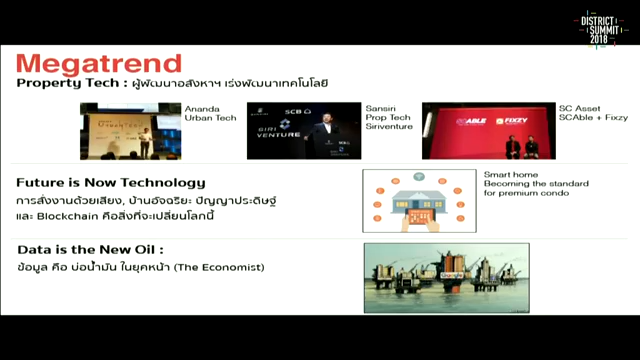 DISTRICT
SUMMIT
2018
Megatrend
Property Tech : ผู้พัฒนาอสังหาฯ เร่งพัฒนาเทคโนโลยี
Ananda
Urban Tech
SCB
SIRI
VENTURE
Sansiri
Prop Tech
Siriventure
SCABLE
FIXZY
SC Asset
SCAble + Fixzy
Future is Now Technology
การสั่งงานด้วยเสียง, บ้านอัจฉริยะ ปัญญาประดิษฐ์
และ Blockchain คือสิ่งที่จะเปลี่ยนโลกนี้
Smart home
Becoming the standard
for premium condo
Data is the New Oil :
ข้อมูล คือ บ่อน้ำมัน ในยุคหน้า (The Economist)
Google